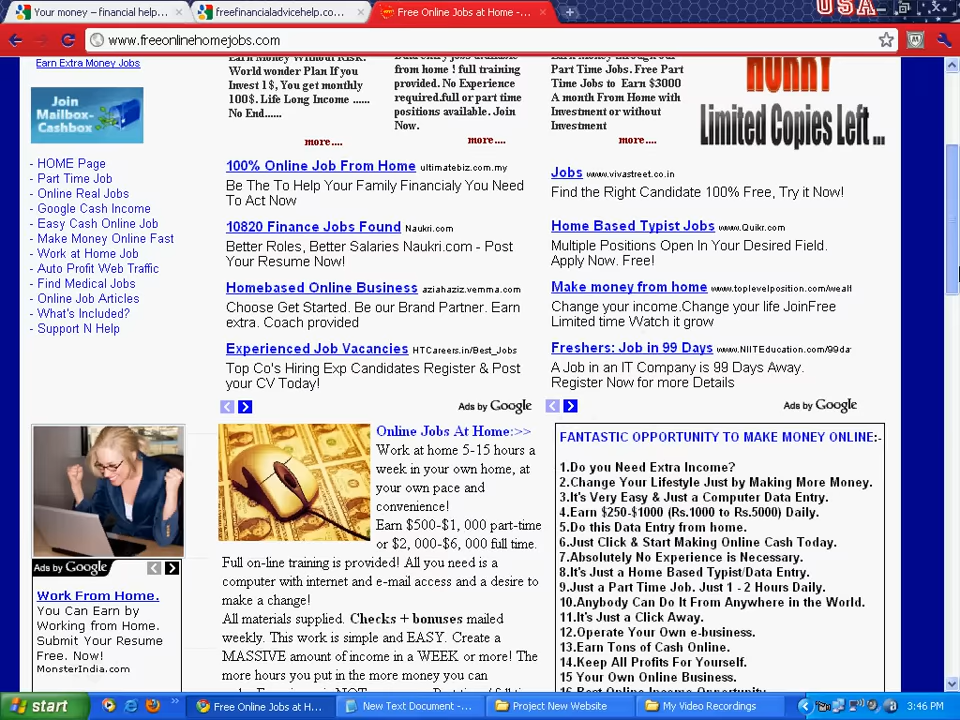 Your money – financial help...
freefinancialadvicehelp.co...
Free Online Jobs at Home -...
USA
www.freeonlinehomejobs.com
Earn Extra Money Jobs
Join
Mailbox-
Cashbox
- HOME Page
- Part Time Job
- Online Real Jobs
- Google Cash Income
- Easy Cash Online Job
- Make Money Online Fast
- Work at Home Job
- Auto Profit Web Traffic
- Find Medical Jobs
- Online Job Articles
- What's Included?
- Support N Help
Earn Money Without RISK.
World wonder Plan If you
Invest 1$, You get monthly
100$. Life Long Income ......
No End......
more....
from home ! full training
provided. No Experience
required.full or part time
positions available. Join
Now.
more....
Part Time Jobs. Free Part
Time Jobs to Earn $3000
A month From Home with
Investment or without
Investment
more....
HURRY
Limited Copies Left ...
100% Online Job From Home ultimatebiz.com.my
Be The To Help Your Family Financialy You Need
To Act Now
10820 Finance Jobs Found Naukri.com
Better Roles, Better Salaries Naukri.com - Post
Your Resume Now!
Homebased Online Business aziahaziz.vemma.com
Choose Get Started. Be our Brand Partner. Earn
extra. Coach provided
Experienced Job Vacancies HTCareers.in/Best_Jobs
Top Co's Hiring Exp Candidates Register & Post
your CV Today!
Ads by Google
Jobs www.vivastreet.co.in
Find the Right Candidate 100% Free, Try it Now!
Home Based Typist Jobs www.Quikr.com
Multiple Positions Open In Your Desired Field.
Apply Now. Free!
Make money from home www.toplevelposition.com/wealt
Change your income.Change your life JoinFree
Limited time Watch it grow
Freshers: Job in 99 Days www.NIITEducation.com/99da
A Job in an IT Company is 99 Days Away.
Register Now for more Details
Ads by Google
Ads by Google
Work From Home.
You Can Earn by
Working from Home.
Submit Your Resume
Free. Now!
MonsterIndia.com
Online Jobs At Home:>>
Work at home 5-15 hours a
week in your own home, at
your own pace and
convenience!
Earn $500-$1, 000 part-time
or $2, 000-$6, 000 full time.
Full on-line training is provided! All you need is a
computer with internet and e-mail access and a desire to
make a change!
All materials supplied. Checks + bonuses mailed
weekly. This work is simple and EASY. Create a
MASSIVE amount of income in a WEEK or more! The
more hours you put in the more money you can
FANTASTIC OPPORTUNITY TO MAKE MONEY ONLINE:-
1.Do you Need Extra Income?
2.Change Your Lifestyle Just by Making More Money.
3.It's Very Easy & Just a Computer Data Entry.
4.Earn $250-$1000 (Rs.1000 to Rs.5000) Daily.
5.Do this Data Entry from home.
6.Just Click & Start Making Online Cash Today.
7.Absolutely No Experience is Necessary.
8.It's Just a Home Based Typist/Data Entry.
9.Just a Part Time Job. Just 1 - 2 Hours Daily.
10.Anybody Can Do It From Anywhere in the World.
11.It's Just a Click Away.
12.Operate Your Own e-business.
13.Earn Tons of Cash Online.
14.Keep All Profits For Yourself.
15 Your Own Online Business.
16.Best Online Income Opportunity
start
Free Online Jobs at H...
New Text Document -...
Project New Website
My Video Recordings
3:46 PM